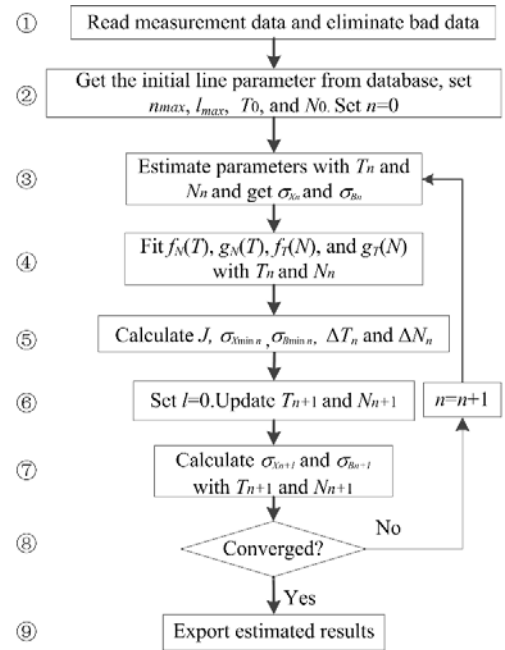 ① Read measurement data and eliminate bad data
② Get the initial line parameter from database, set
nmax, lmax, T0, and N0. Set n=0
③ Estimate parameters with Tn and
Nn and get σXn and σBn
④ Fit fN(T), gN(T), fT(N), and gT(N)
with Tn and Nn
⑤ Calculate J, σXmin n, σBmin n, ΔTn and ΔNn
⑥ Set l=0.Update Tn+1 and Nn+1
n=n+1
⑦ Calculate σXn+1 and σBn+1
with Tn+1 and Nn+1
⑧ Converged?
No
Yes
⑨ Export estimated results